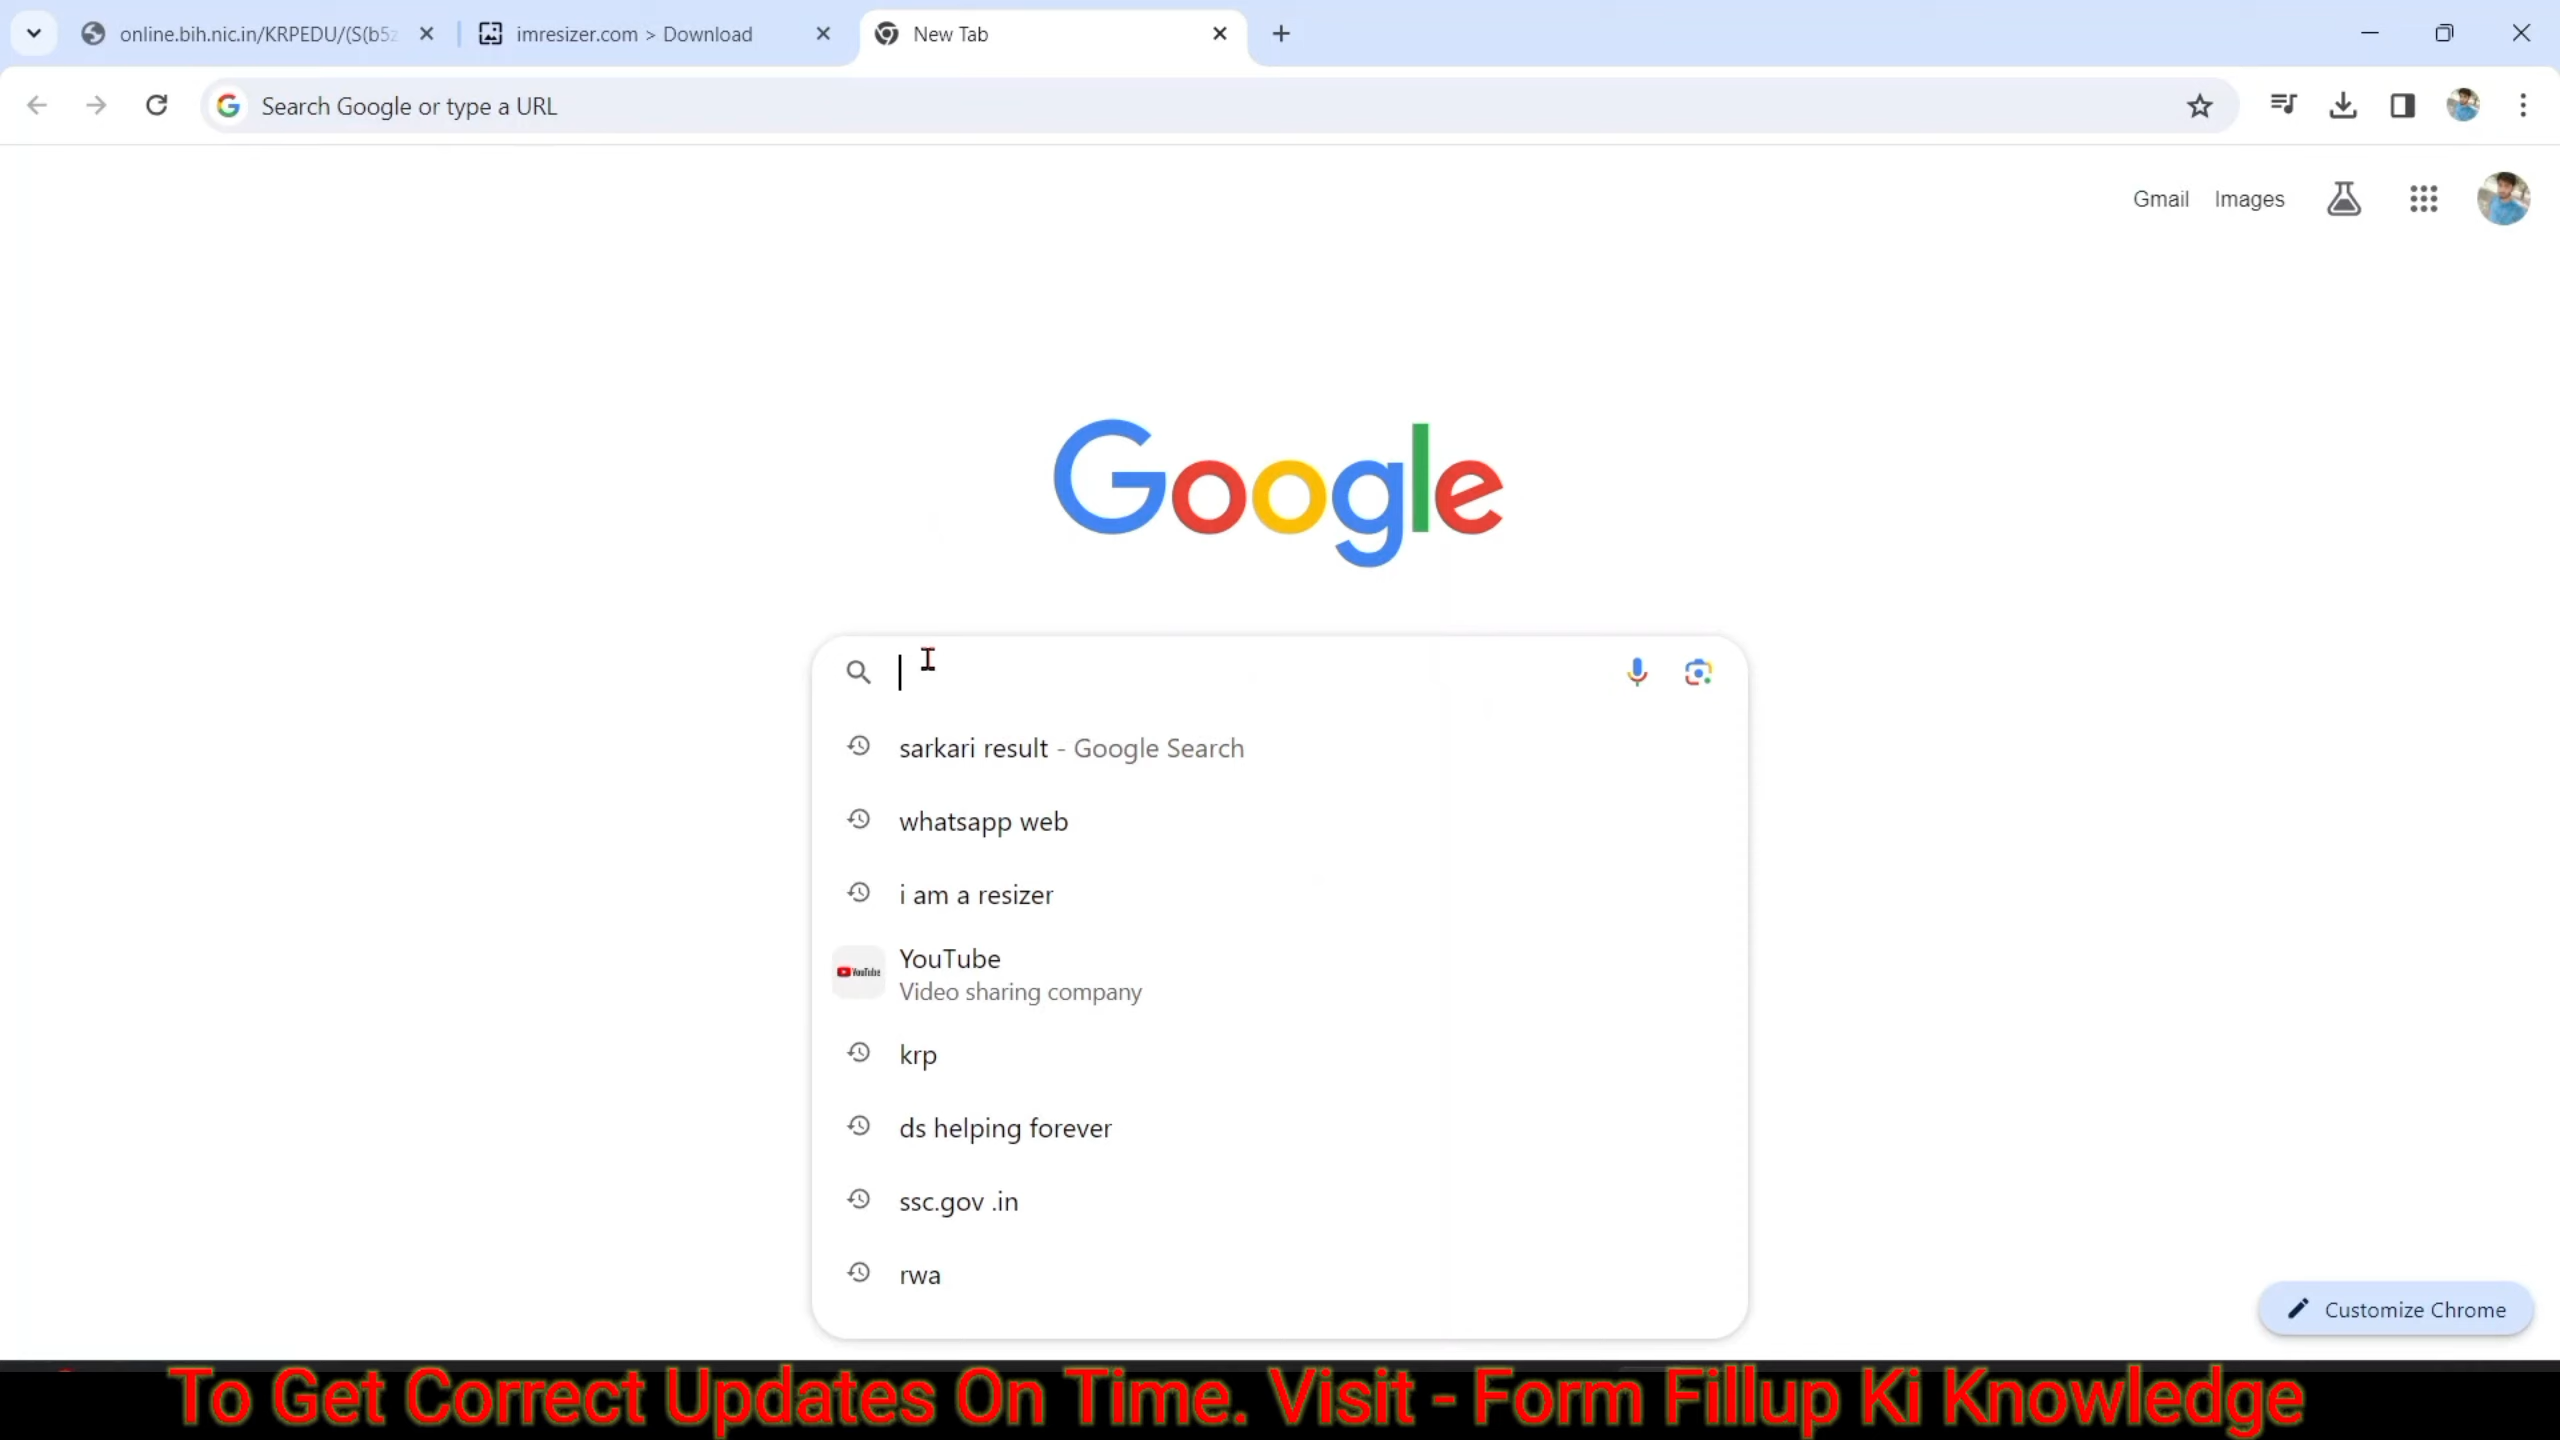 online.bih.nic.in/KRPEDU/(S(b5z
imresizer.com > Download
New Tab
Search Google or type a URL
Gmail
Images
Google
sarkari result - Google Search
whatsapp web
i am a resizer
YouTube
YouTube
Video sharing company
krp
ds helping forever
ssc.gov .in
rwa
Customize Chrome
To Get Correct Updates On Time. Visit - Form Fillup Ki Knowledge